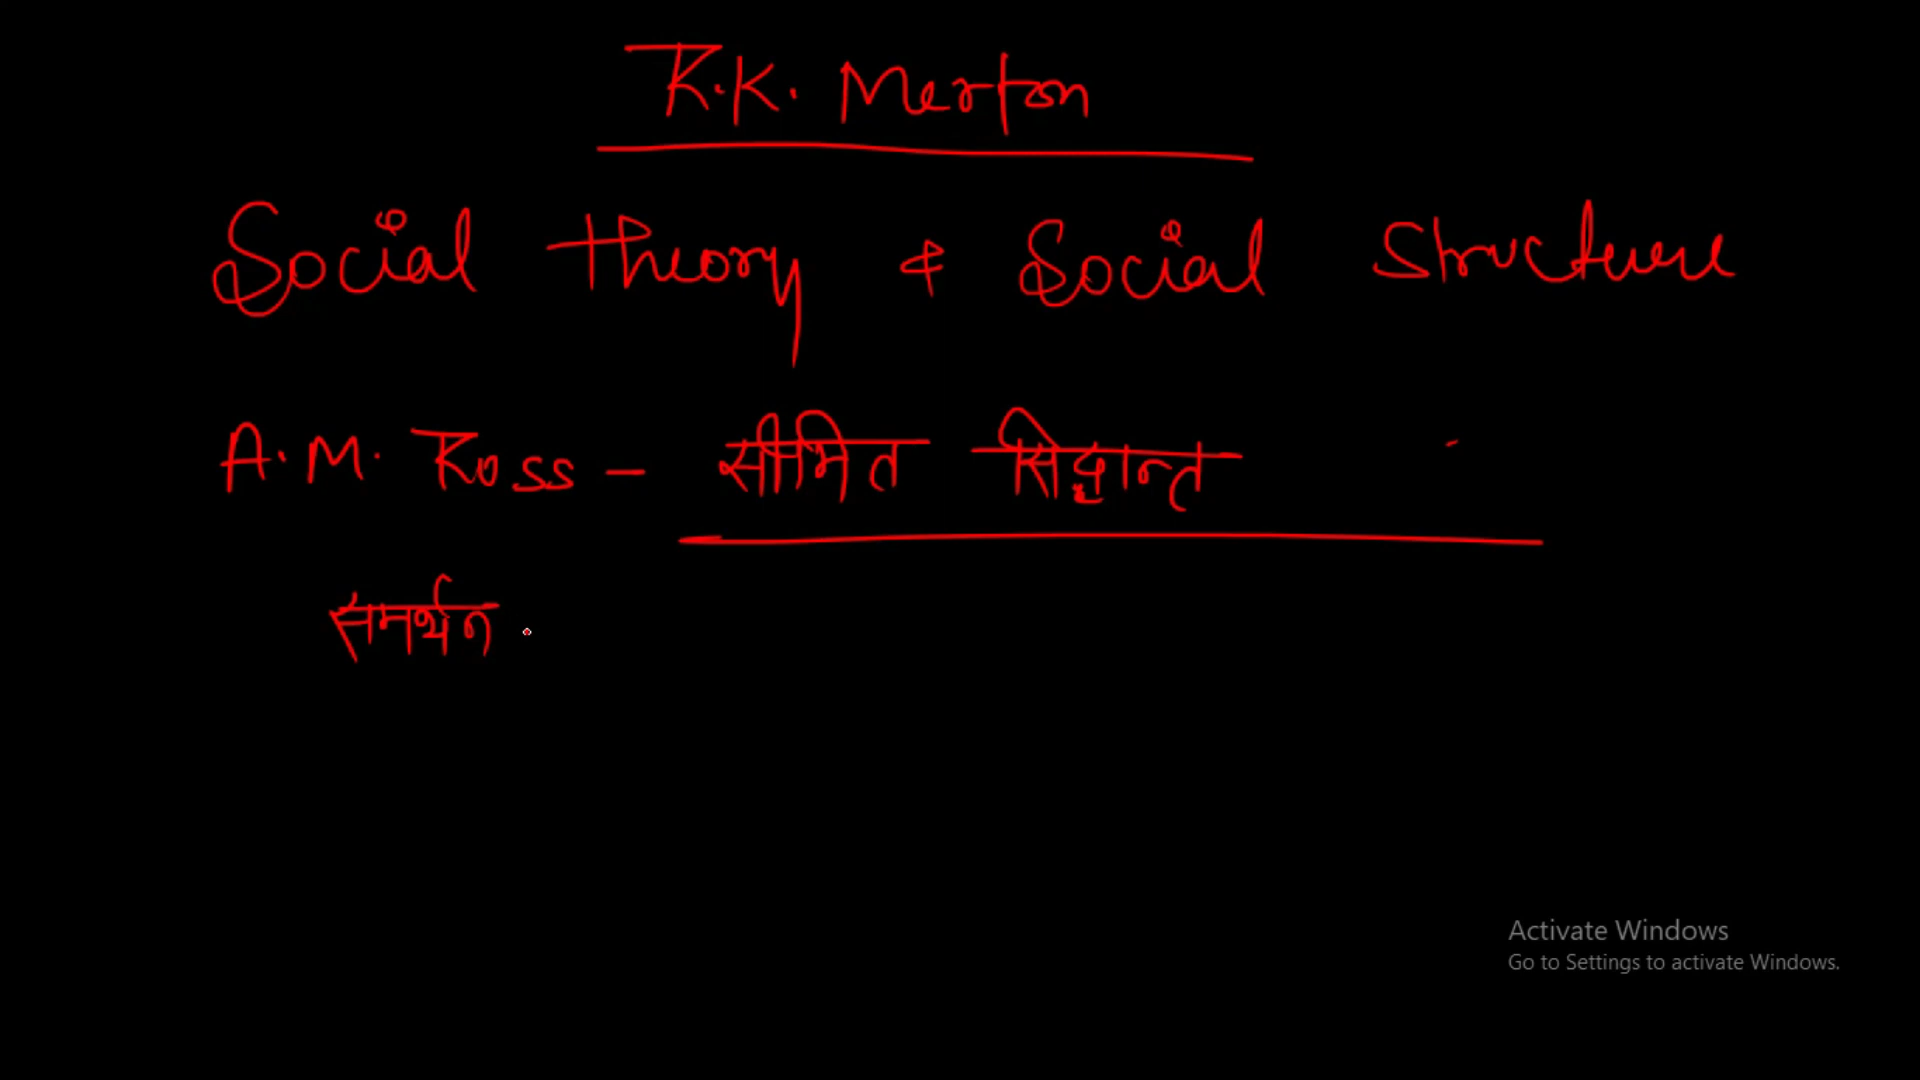 R.K. Merton
Social theory & Social Structure
A.M. Ross – सीमित सिद्धान्त
समर्थन
Activate Windows
Go to Settings to activate Windows.